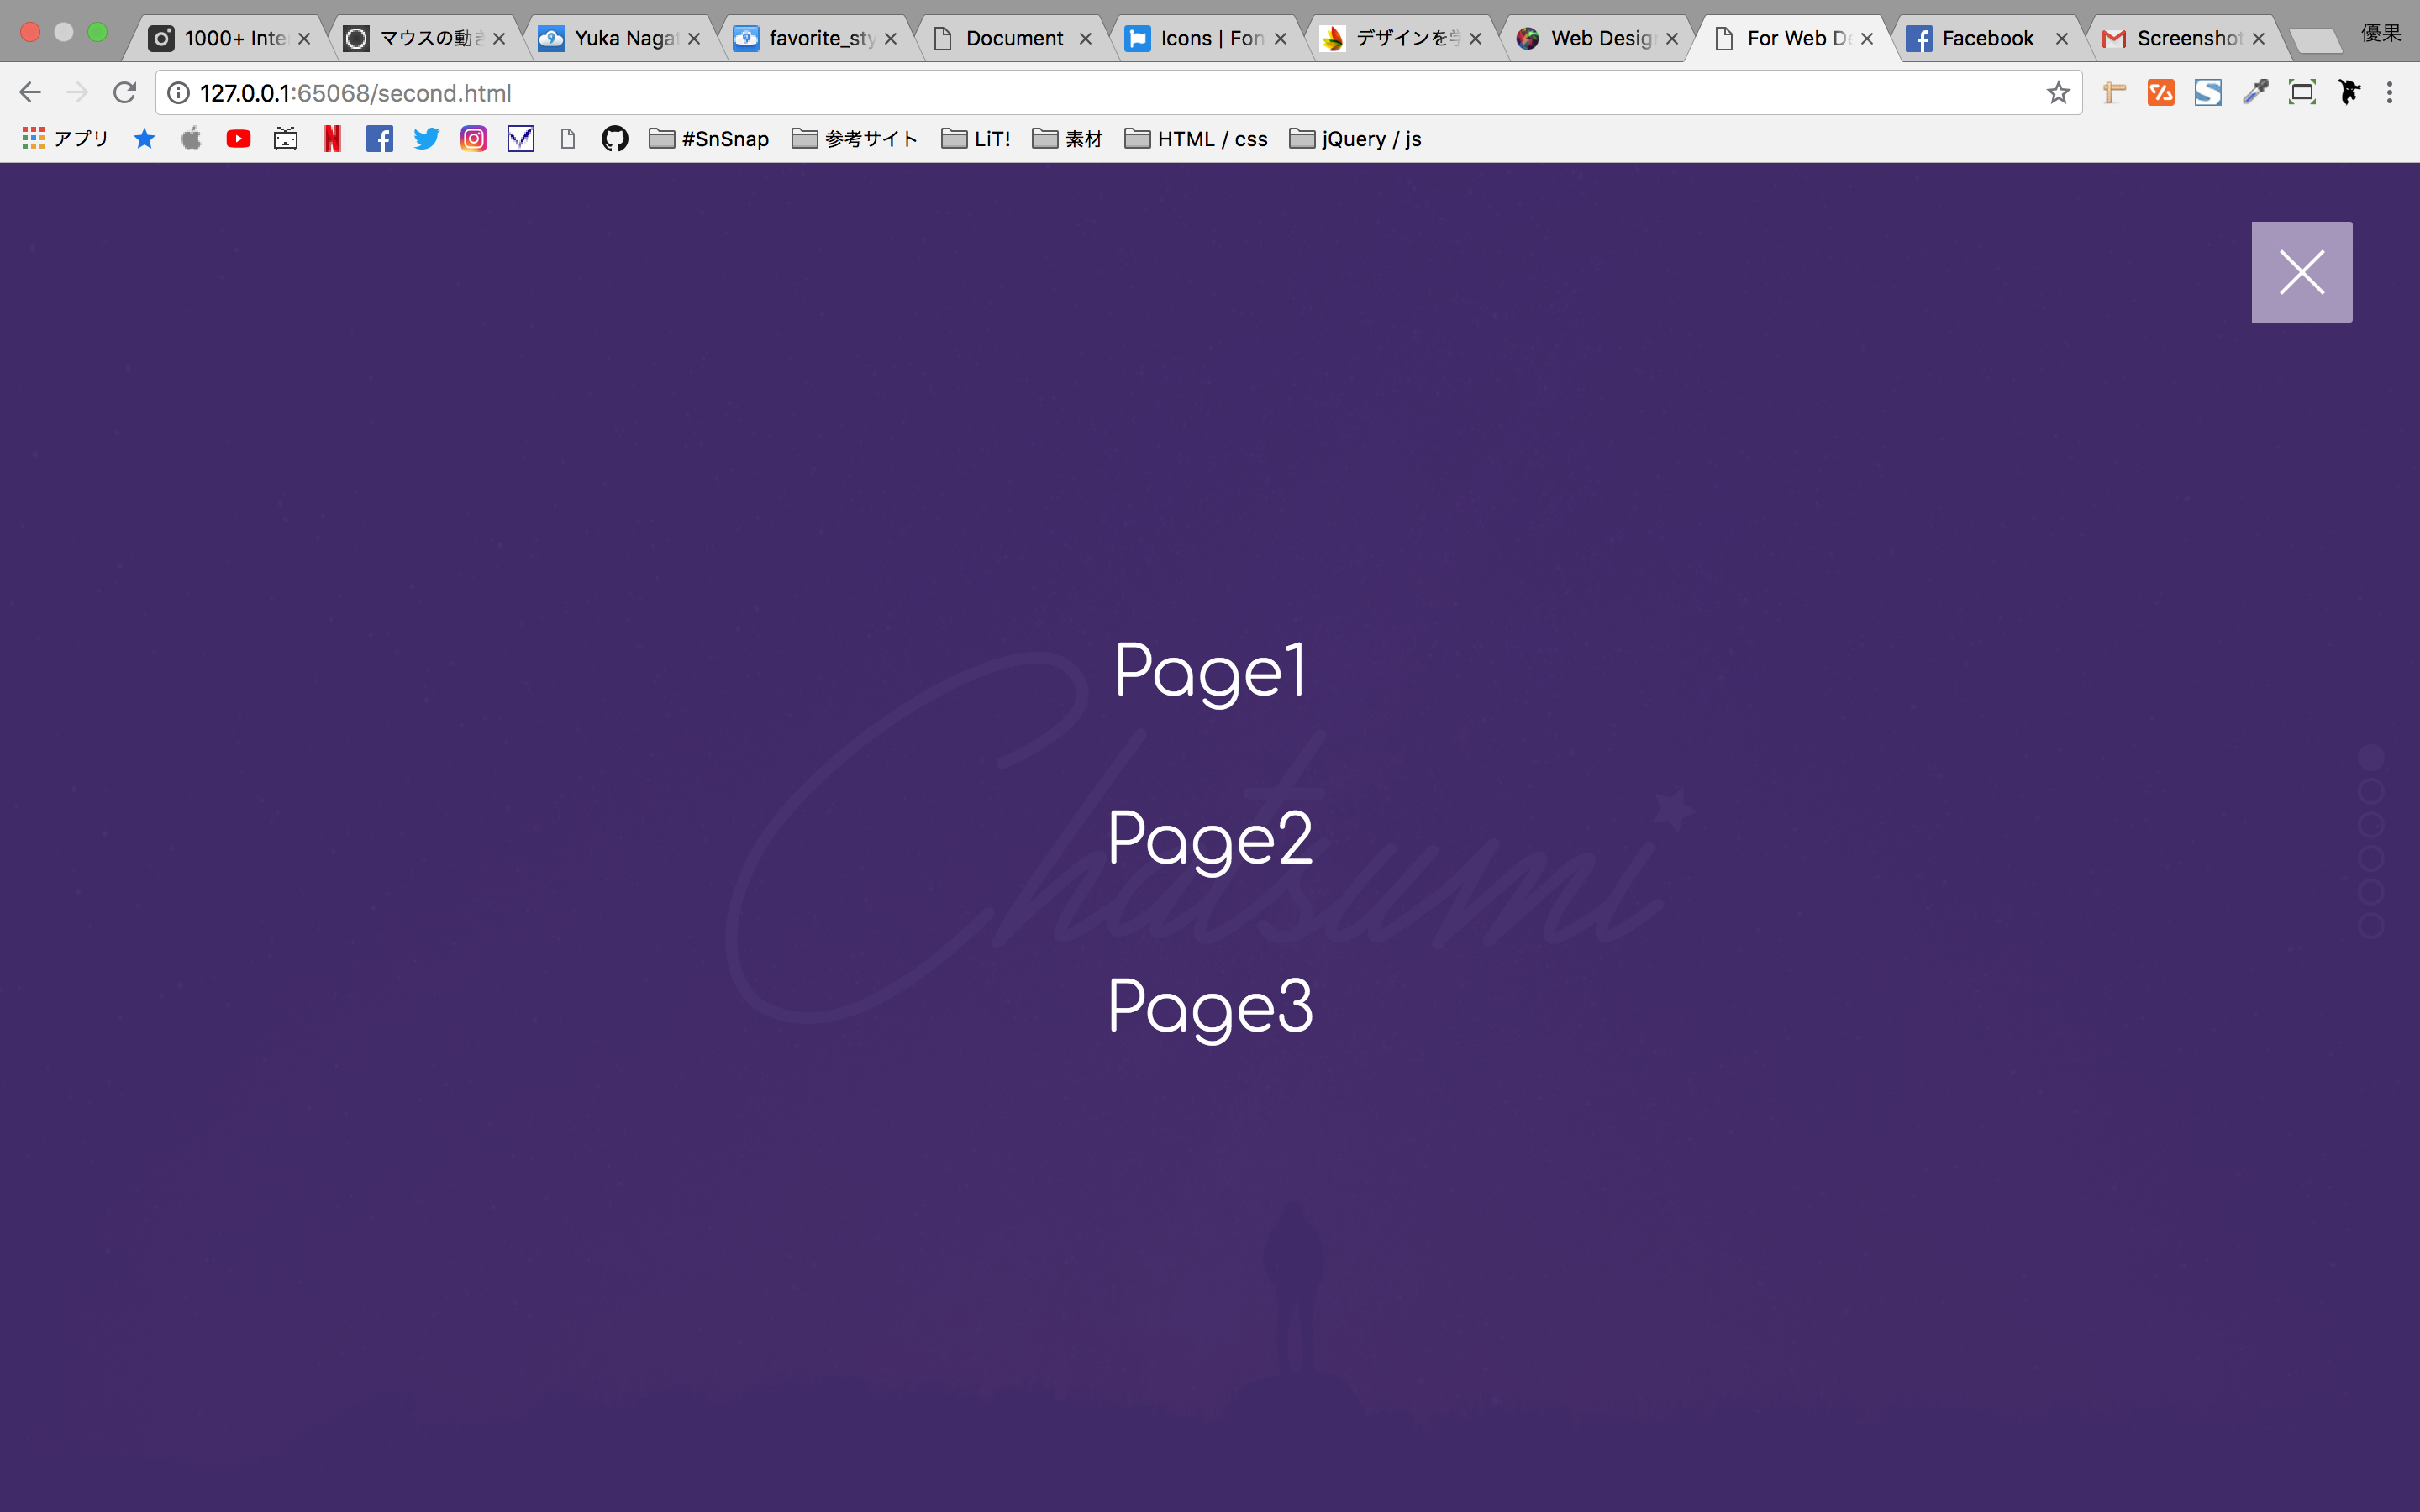 1000+ Inte
マウスの動き
Yuka Nagat
favorite_sty
Document
Icons | Fon
デザインを学
Web Desig
For Web De
Facebook
Screenshot
優果
127.0.0.1:65068/second.html
アプリ
#SnSnap
参考サイト
LiT!
素材
HTML / css
jQuery / js
Page1
Chatsumi
Page2
Page3